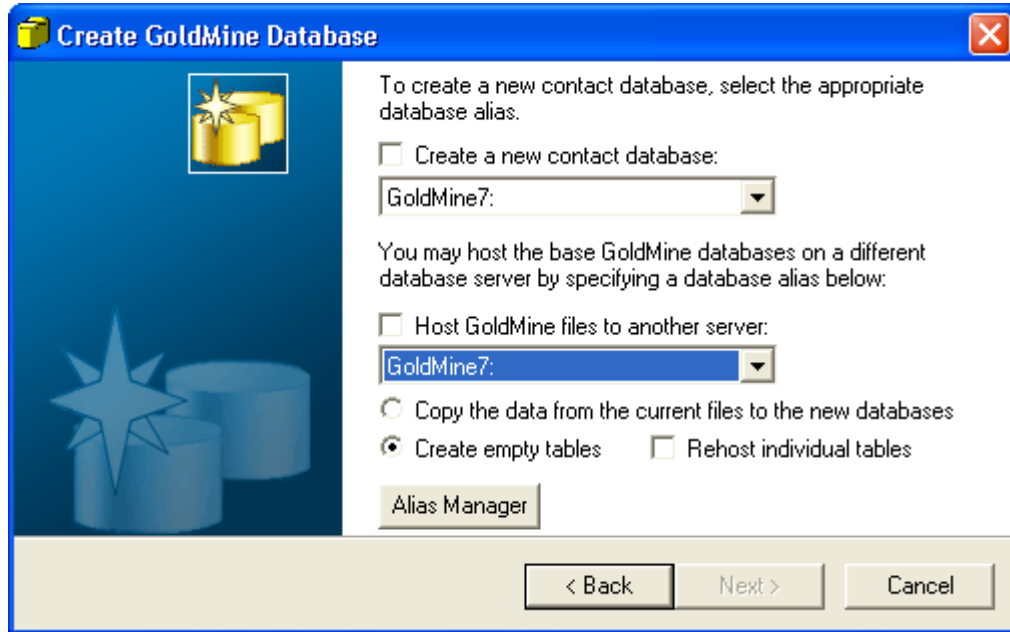 Create GoldMine Database
To create a new contact database, select the appropriate
database alias.
Create a new contact database:
GoldMine7:
You may host the base GoldMine databases on a different
database server by specifying a database alias below:
Host GoldMine files to another server:
GoldMine7:
Copy the data from the current files to the new databases
Create empty tables Rehost individual tables
Alias Manager
< Back Next > Cancel